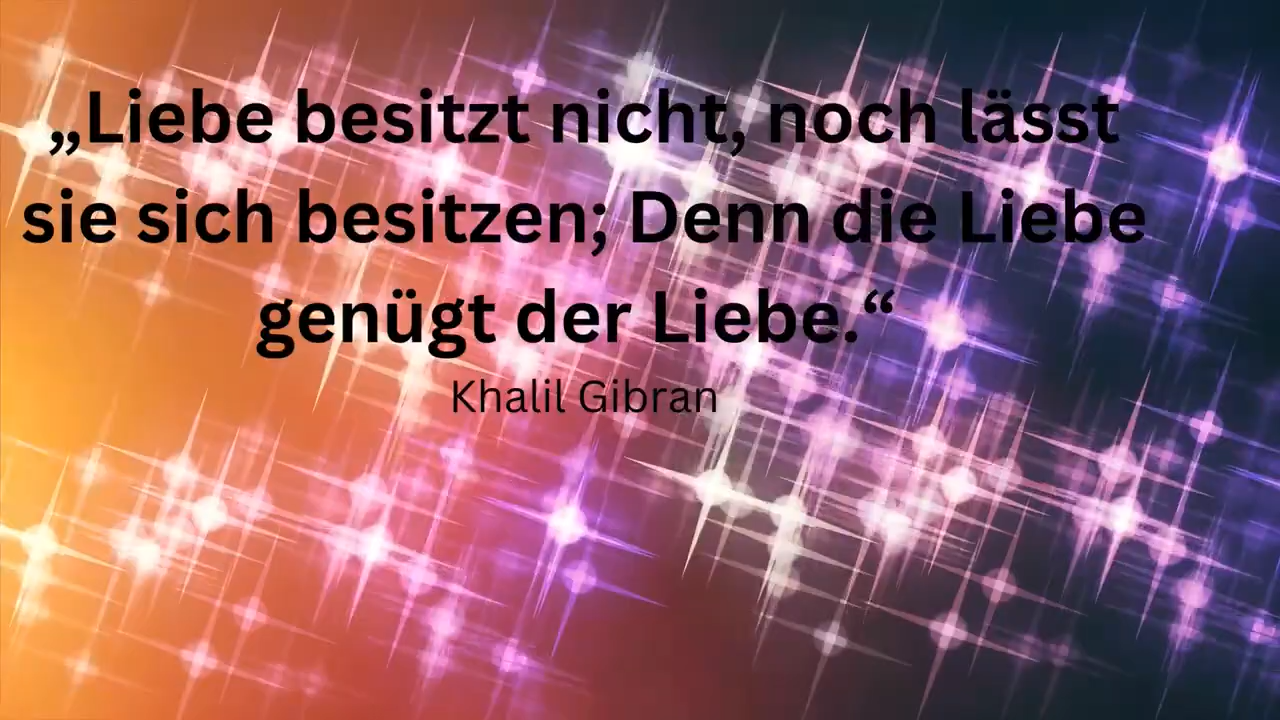 „Liebe besitzt nicht, noch lässt
sie sich besitzen; Denn die Liebe
genügt der Liebe.“
Khalil Gibran